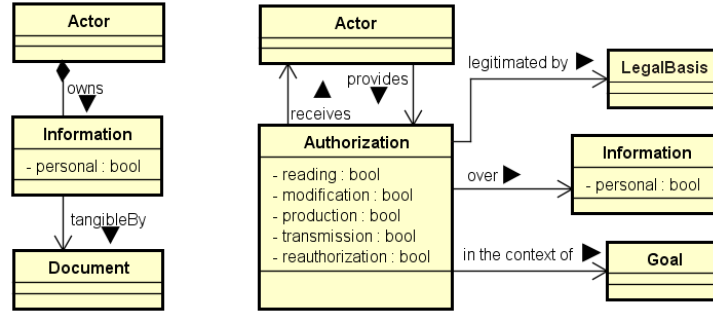 Actor
owns
Information
- personal : bool
tangibleBy
Document
Actor
provides
receives
Authorization
- reading : bool
- modification : bool
- production : bool
- transmission : bool
- reauthorization : bool
legitimated by
LegalBasis
over
Information
- personal : bool
in the context of
Goal